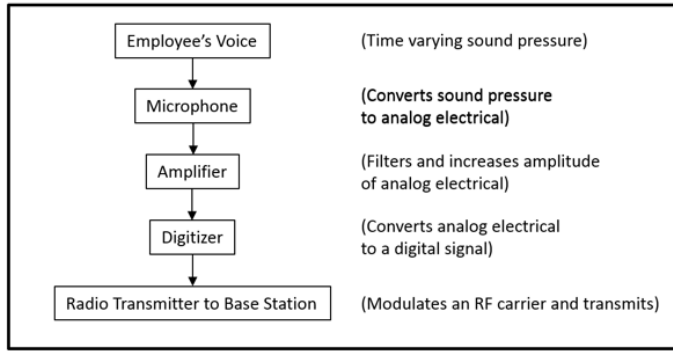 Employee's Voice
(Time varying sound pressure)
Microphone
(Converts sound pressure
to analog electrical)
Amplifier
(Filters and increases amplitude
of analog electrical)
Digitizer
(Converts analog electrical
to a digital signal)
Radio Transmitter to Base Station
(Modulates an RF carrier and transmits)